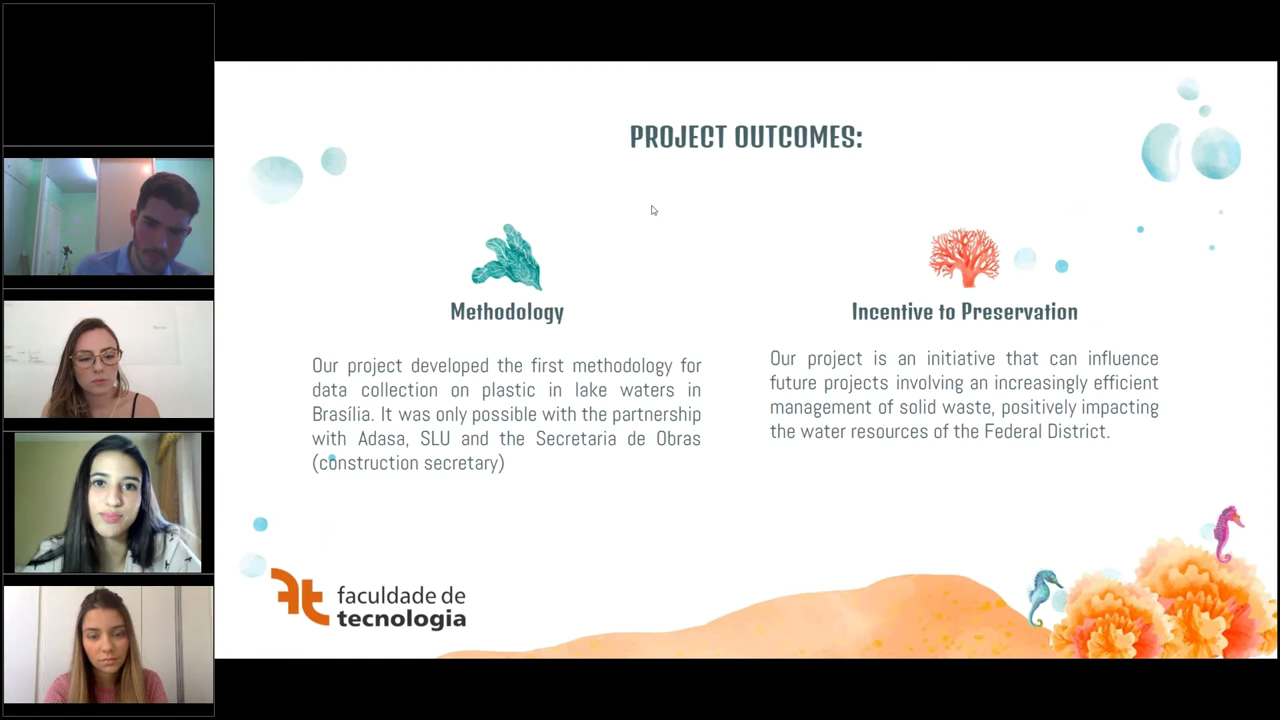 PROJECT OUTCOMES:
Methodology
Our project developed the first methodology for
data collection on plastic in lake waters in
Brasília. It was only possible with the partnership
with Adasa, SLU and the Secretaria de Obras
(construction secretary)
Incentive to Preservation
Our project is an initiative that can influence
future projects involving an increasingly efficient
management of solid waste, positively impacting
the water resources of the Federal District.
ft
faculdade de
tecnologia